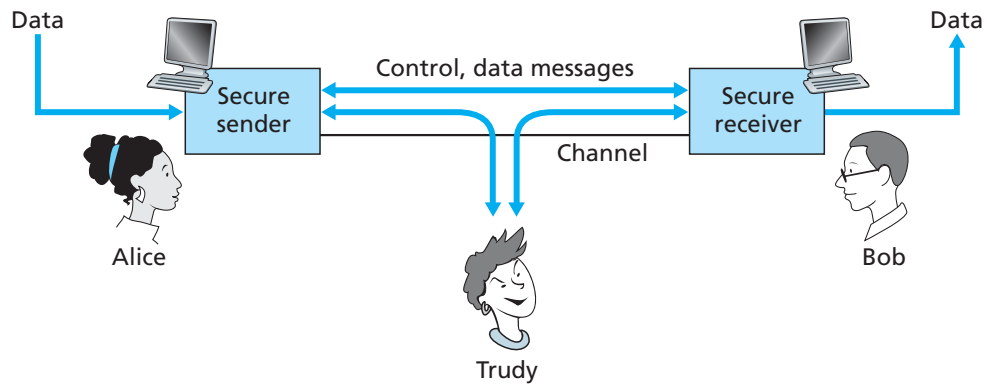 Data
Data
Control, data messages
Secure
sender
Secure
receiver
Channel
Alice
Bob
Trudy